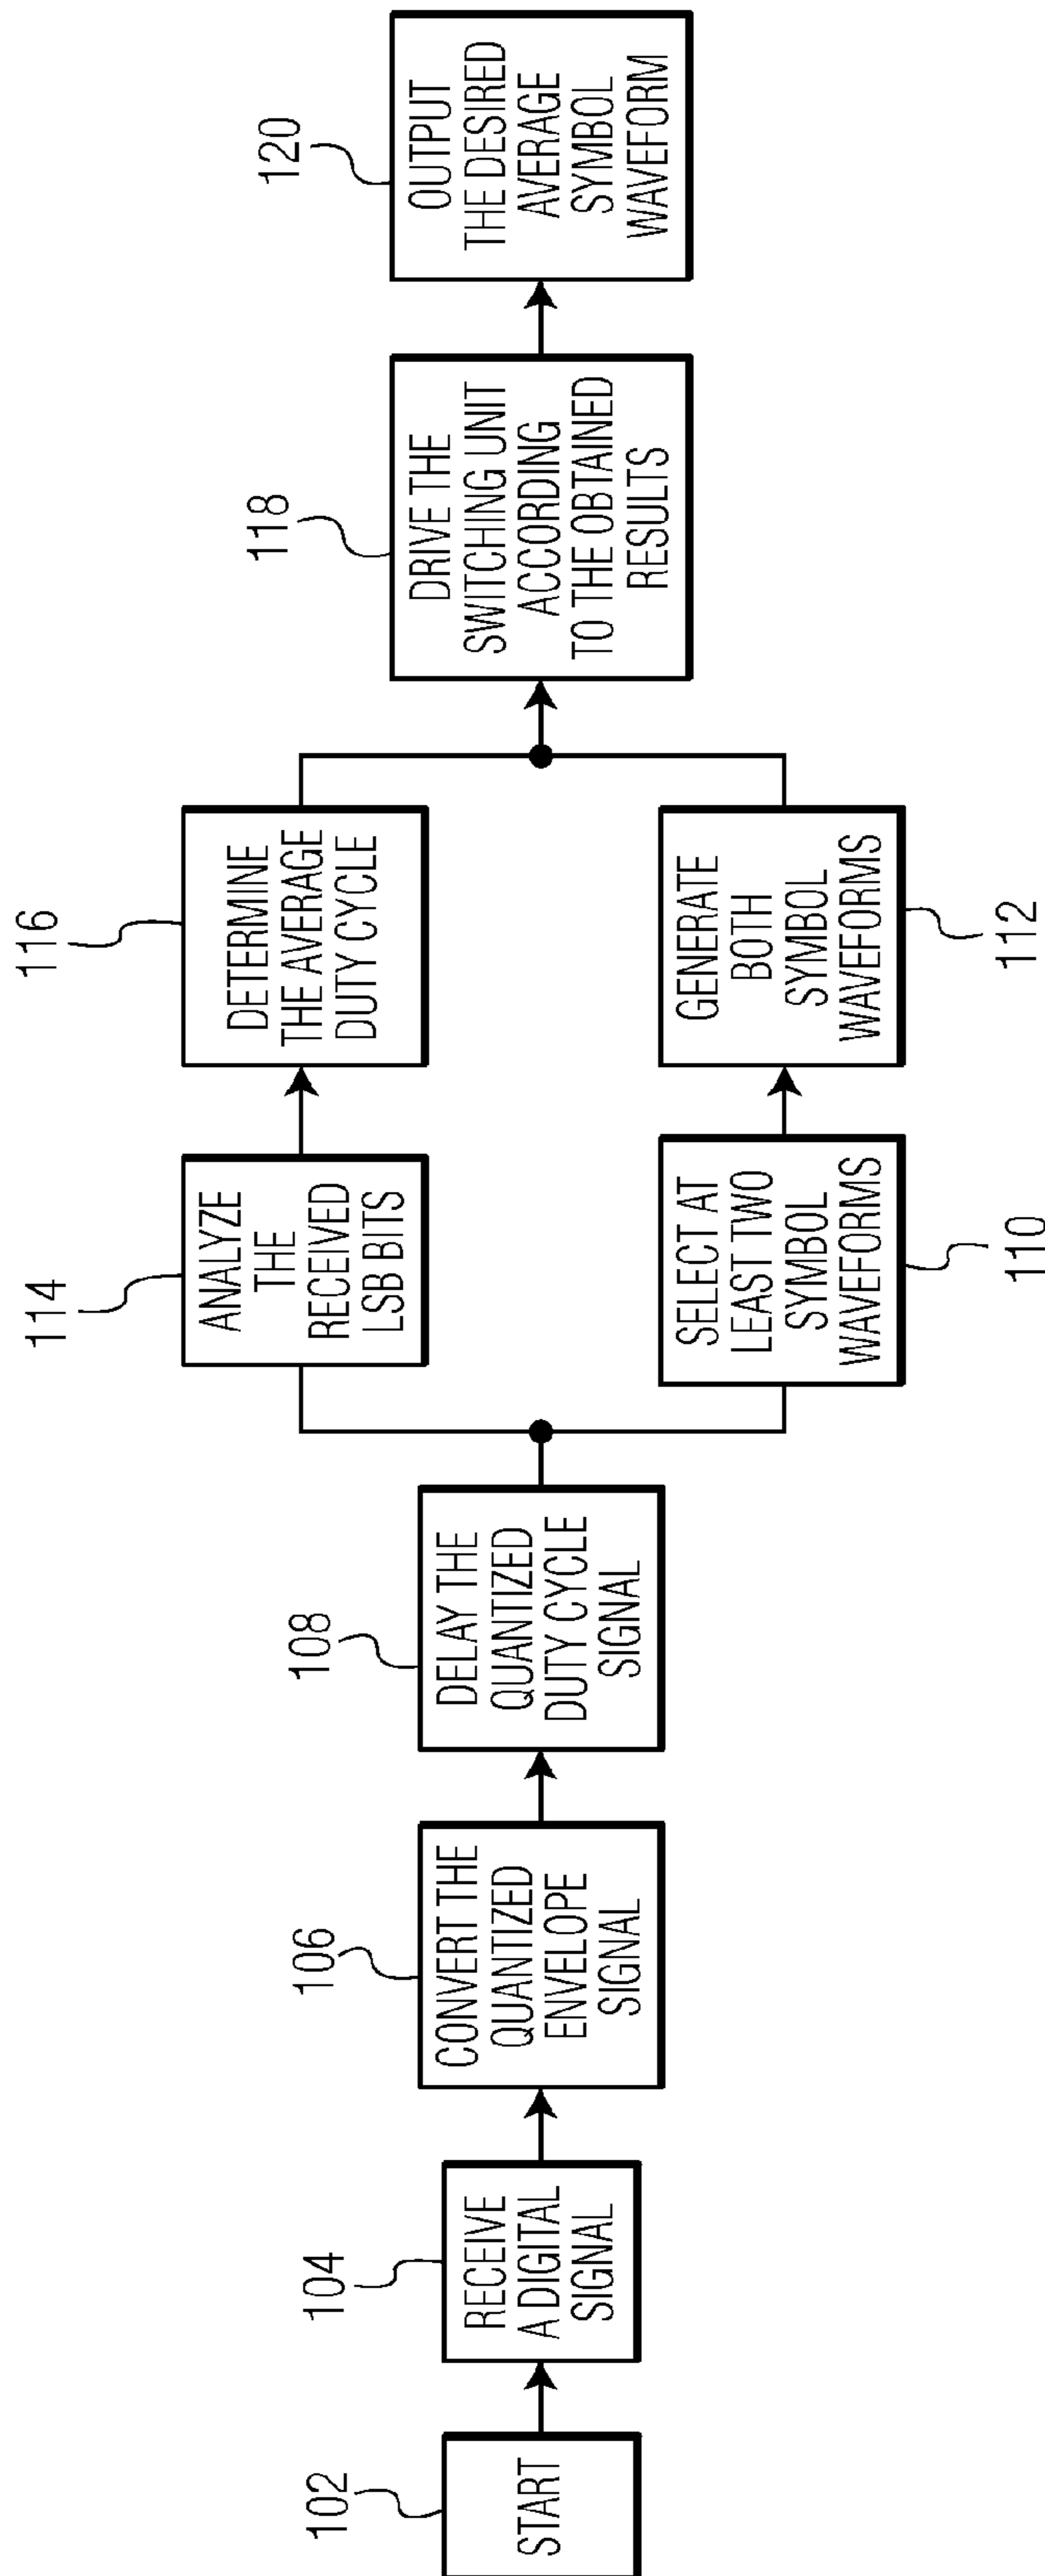 102
START
104
RECEIVE
A DIGITAL
SIGNAL
106
CONVERT THE
QUANTIZED
ENVELOPE
SIGNAL
108
DELAY THE
QUANTIZED
DUTY CYCLE
SIGNAL
114
ANALYZE
THE
RECEIVED
LSB BITS
116
DETERMINE
THE AVERAGE
DUTY CYCLE
SELECT AT
LEAST TWO
SYMBOL
WAVEFORMS
110
GENERATE
BOTH
SYMBOL
WAVEFORMS
112
118
DRIVE THE
SWITCHING UNIT
ACCORDING
TO THE OBTAINED
RESULTS
120
OUTPUT
THE DESIRED
AVERAGE
SYMBOL
WAVEFORM